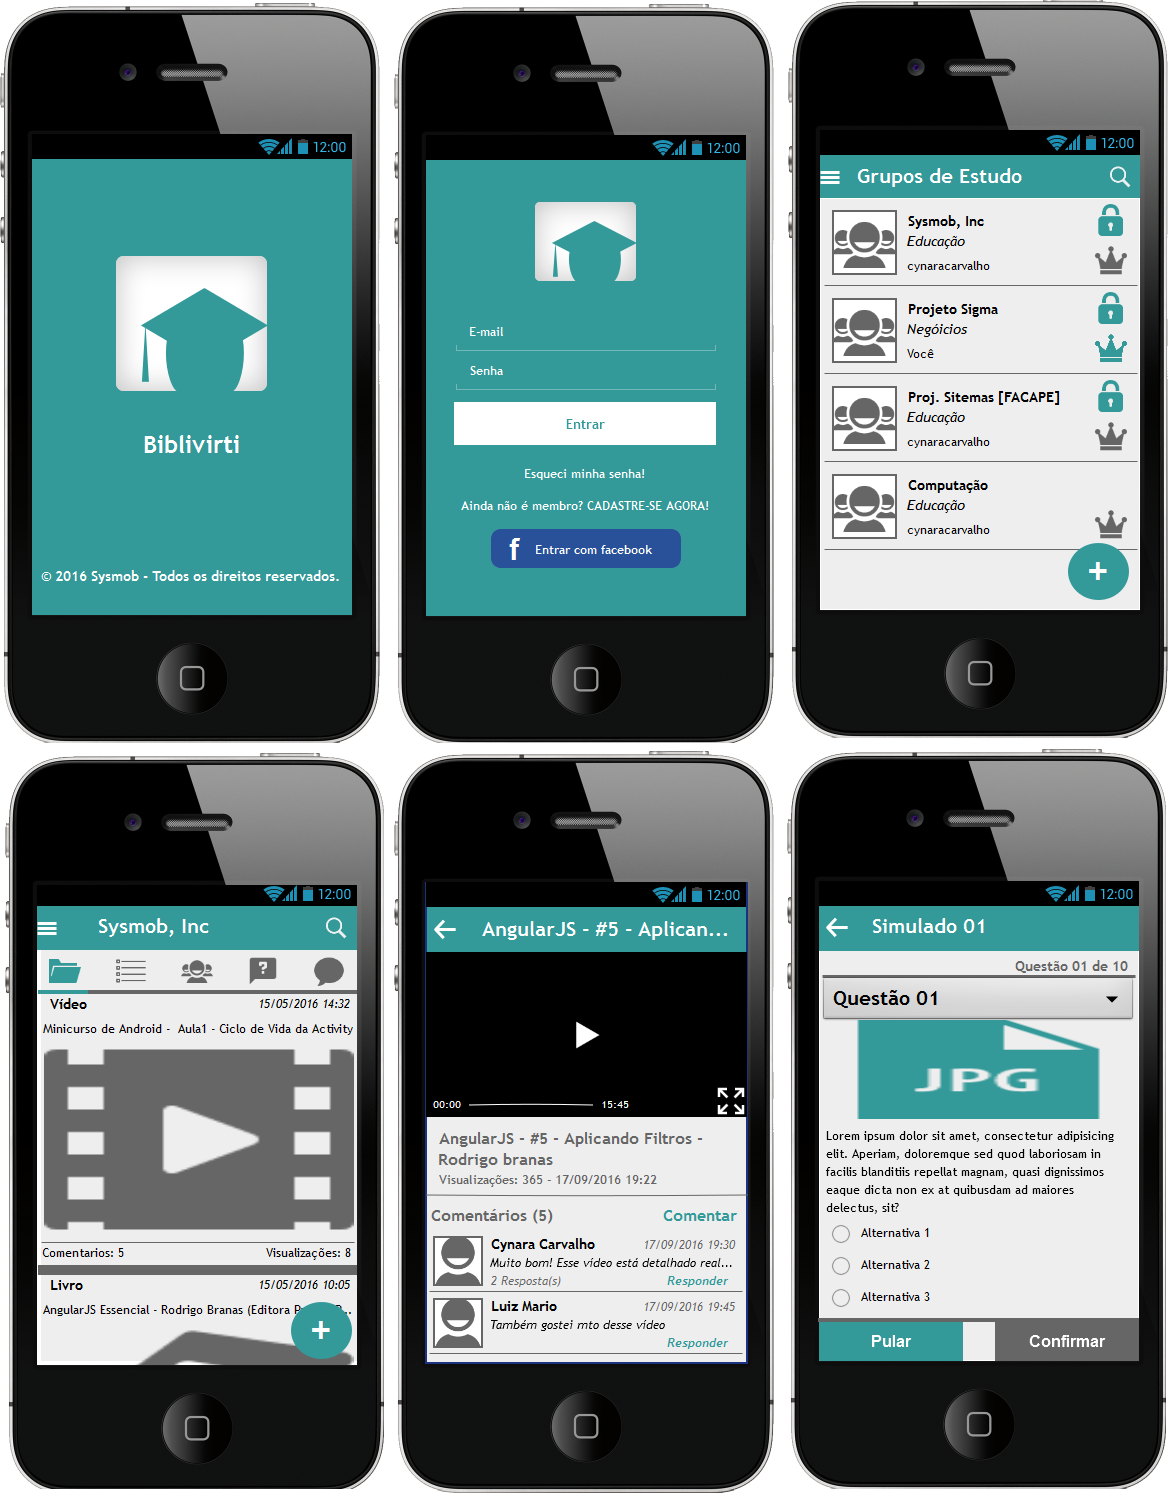 12:00
Biblivirti
© 2016 Sysmob - Todos os direitos reservados.
12:00
E-mail
Senha
Entrar
Esqueci minha senha!
Ainda não é membro? CADASTRE-SE AGORA!
f Entrar com facebook
12:00
Grupos de Estudo
Sysmob, Inc
Educação
cynaracarvalho
Projeto Sigma
Negóicios
Você
Proj. Sitemas [FACAPE]
Educação
cynaracarvalho
Computação
Educação
cynaracarvalho
+
12:00
Sysmob, Inc
?
Vídeo 15/05/2016 14:32
Minicurso de Android - Aula1 - Ciclo de Vida da Activity
Comentarios: 5 Visualizações: 8
Livro 15/05/2016 10:05
AngularJS Essencial - Rodrigo Branas (Editora
+
12:00
AngularJS - #5 - Aplican...
00:00 15:45
AngularJS - #5 - Aplicando Filtros -
Rodrigo branas
Visualizações: 365 - 17/09/2016 19:22
Comentários (5) Comentar
Cynara Carvalho 17/09/2016 19:30
Muito bom! Esse vídeo está detalhado real...
2 Resposta(s) Responder
Luiz Mario 17/09/2016 19:45
Também gostei mto desse vídeo
Responder
12:00
Simulado 01
Questão 01 de 10
Questão 01
JPG
Lorem ipsum dolor sit amet, consectetur adipisicing
elit. Aperiam, doloremque sed quod laboriosam in
facilis blanditiis repellat magnam, quasi dignissimos
eaque dicta non ex at quibusdam ad maiores
delectus, sit?
Alternativa 1
Alternativa 2
Alternativa 3
Pular Confirmar